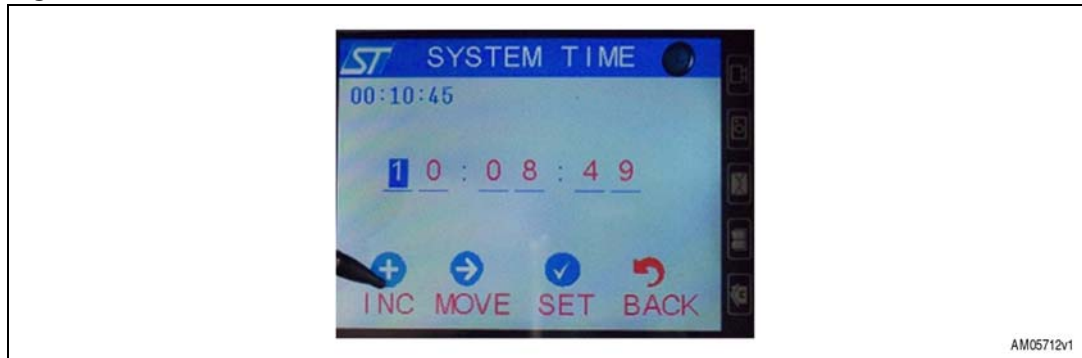 ST SYSTEM TIME
00:10:45
10:08:49
INC MOVE SET BACK
AM05712v1